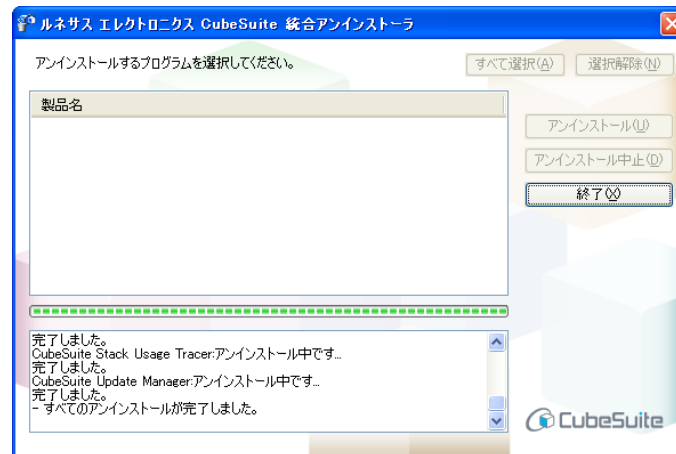 ルネサス エレクトロニクス CubeSuite 統合アンインストーラ
アンインストールするプログラムを選択してください。
すべて選択(A)
選択解除(N)
製品名
アンインストール(U)
アンインストール中止(D)
終了(X)
完了しました。
CubeSuite Stack Usage Tracer:アンインストール中です...
完了しました。
CubeSuite Update Manager:アンインストール中です...
完了しました。
- すべてのアンインストールが完了しました。
CubeSuite